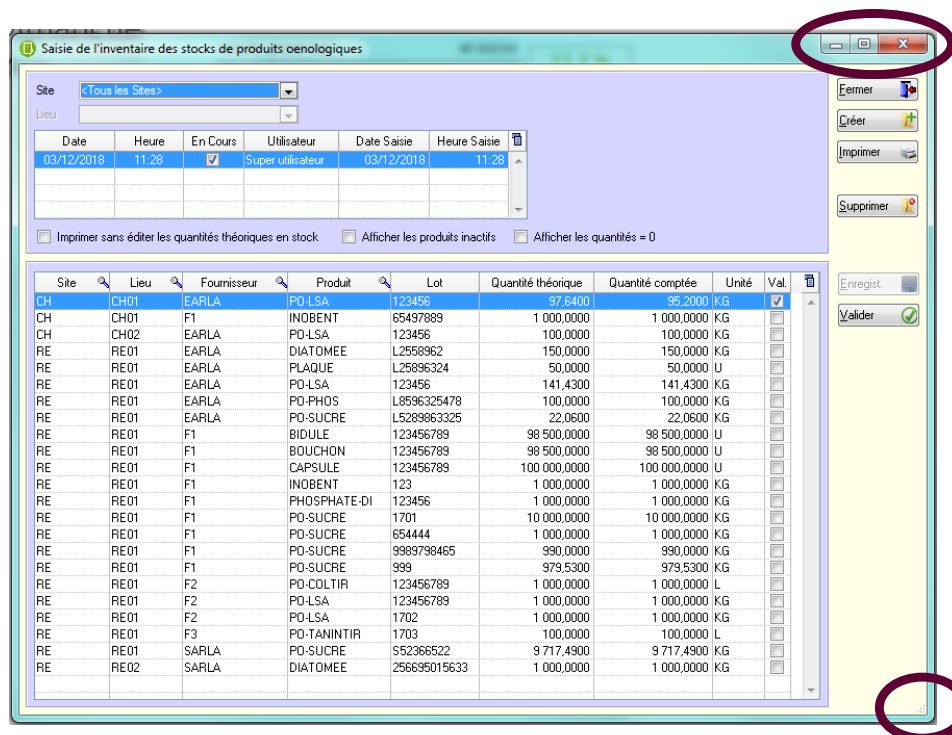 Saisie de l'inventaire des stocks de produits oenologiques
Site <Tous les Sites>
Lieu
Date Heure En Cours Utilisateur Date Saisie Heure Saisie
03/12/2018 11:28 Super utilisateur 03/12/2018 11:28
Imprimer sans éditer les quantités théoriques en stock Afficher les produits inactifs Afficher les quantités = 0
Fermer
Créer
Imprimer
Supprimer
Enregist.
Valider
Site Lieu Fournisseur Produit Lot Quantité théorique Quantité comptée Unité Val.
CH CH01 EARLA PO-LSA 123456 97,6400 95,2000 KG
CH CH01 F1 INOBENT 65497889 1 000,0000 1 000,0000 KG
CH CH02 EARLA PO-LSA 123456 100,0000 100,0000 KG
RE RE01 EARLA DIATOMEE L2558962 150,0000 150,0000 KG
RE RE01 EARLA PLAQUE L25896324 50,0000 50,0000 U
RE RE01 EARLA PO-LSA 123456 141,4300 141,4300 KG
RE RE01 EARLA PO-PHOS L8596325478 100,0000 100,0000 KG
RE RE01 EARLA PO-SUCRE L5289863325 22,0600 22,0600 KG
RE RE01 F1 BIDULE 123456789 98 500,0000 98 500,0000 U
RE RE01 F1 BOUCHON 123456789 98 500,0000 98 500,0000 U
RE RE01 F1 CAPSULE 123456789 100 000,0000 100 000,0000 U
RE RE01 F1 INOBENT 123 1 000,0000 1 000,0000 KG
RE RE01 F1 PHOSPHATE-DI 123456 1 000,0000 1 000,0000 KG
RE RE01 F1 PO-SUCRE 1701 10 000,0000 10 000,0000 KG
RE RE01 F1 PO-SUCRE 654444 1 000,0000 1 000,0000 KG
RE RE01 F1 PO-SUCRE 9989798465 990,0000 990,0000 KG
RE RE01 F1 PO-SUCRE 999 979,5300 979,5300 KG
RE RE01 F2 PO-COLTIR 123456789 1 000,0000 1 000,0000 L
RE RE01 F2 PO-LSA 123456789 1 000,0000 1 000,0000 KG
RE RE01 F2 PO-LSA 1702 1 000,0000 1 000,0000 KG
RE RE01 F3 PO-TANINTIR 1703 100,0000 100,0000 L
RE RE01 SARLA PO-SUCRE S52366522 9 717,4900 9 717,4900 KG
RE RE02 SARLA DIATOMEE 256695015633 1 000,0000 1 000,0000 KG